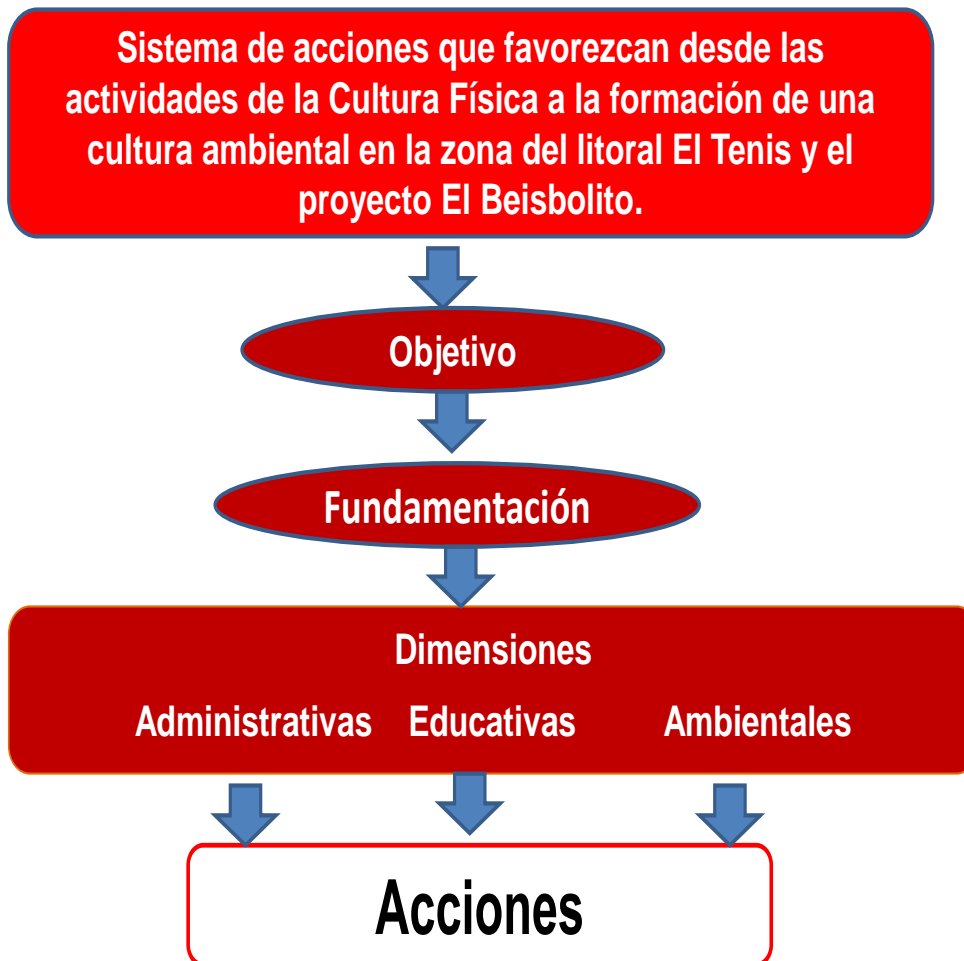 Sistema de acciones que favorezcan desde las
actividades de la Cultura Física a la formación de una
cultura ambiental en la zona del litoral El Tenis y el
proyecto El Beisbolito.
Objetivo
Fundamentación
Dimensiones
Administrativas Educativas Ambientales
Acciones